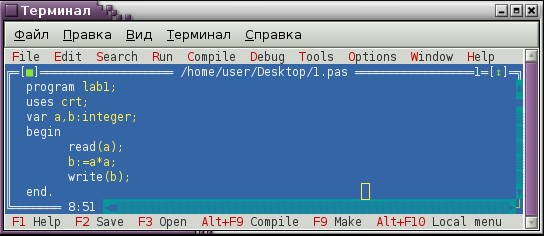 Терминал
Файл Правка Вид Терминал Справка
File Edit Search Run Compile Debug Tools Options Window Help
/home/user/Desktop/1.pas 1
program lab1;
uses crt;
var a,b:integer;
begin
read(a);
b:=a*a;
write(b);
end.
8:51
F1 Help F2 Save F3 Open Alt+F9 Compile F9 Make Alt+F10 Local menu